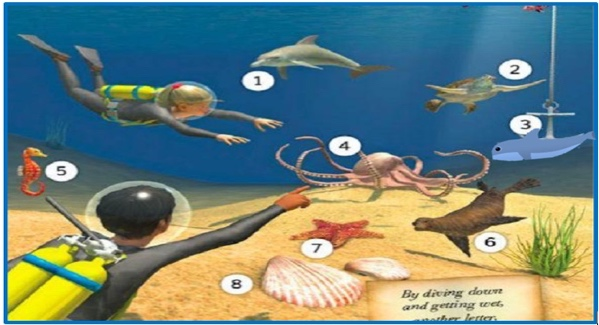 1
2
3
4
5
6
7
8
By diving down
and getting wet,
another letter,